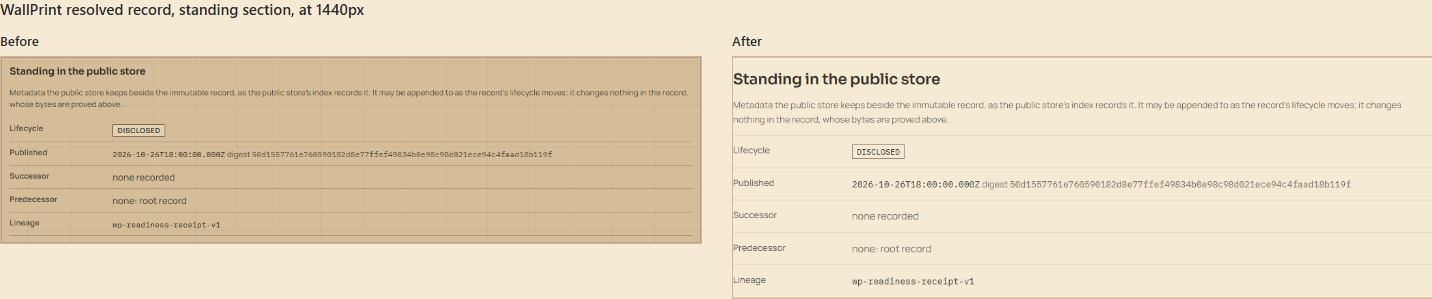 WallPrint resolved record, standing section, at 1440px
Before
Standing in the public store
Metadata the public store keeps beside the immutable record, as the public store's index records it. It may be appended to as the record's lifecycle moves; it changes nothing in the record,
whose bytes are proved above.
Lifecycle DISCLOSED
Published 2026-10-26T18:00:00.000Z digest 50d1557761e760590182d8e77ffef49834b0e98c98d021ece94c4faad18b119f
Successor none recorded
Predecessor none: root record
Lineage wp-readiness-receipt-v1
After
Standing in the public store
Metadata the public store keeps beside the immutable record, as the public store's index records it. It may be appended to as the record's lifecycle moves; it changes
nothing in the record, whose bytes are proved above.
Lifecycle DISCLOSED
Published 2026-10-26T18:00:00.000Z digest 50d1557761e760590182d8e77ffef49834b0e98c98d021ece94c4faad18b119f
Successor none recorded
Predecessor none: root record
Lineage wp-readiness-receipt-v1